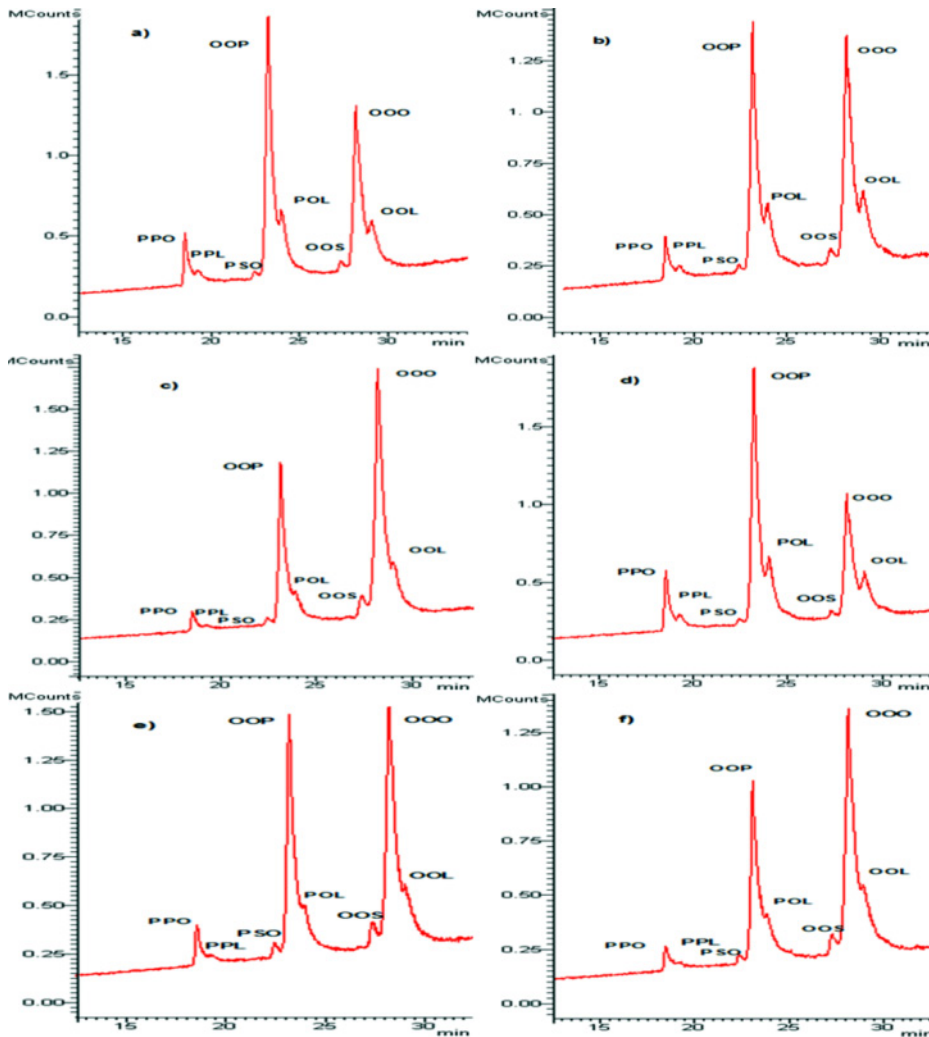 MCounts
a)
OOP
1.5
OOO
1.0
POL
OOL
0.5
PPO
PPL
PSO
OOS
0.0
15
20
25
30
min
MCounts
b)
OOP
OOO
1.25
1. 0
0.75
POL
OOL
0.50
PPO
PPL
PSO
OOS
0.25
0.00
15
20
25
30
min
MCounts
c)
OOO
1.50
1.25
OOP
1.00
0.75
POL
OOL
0.50
PPO
PPL
PSO
OOS
0.25
0.00
15
20
25
30
min
MCounts
d)
OOP
1.5
OOO
1.0
POL
OOL
PPO
0.5
PPL
PSO
OOS
0.0
15
20
25
30
min
MCounts
1.50
e)
OOP
OOO
1.25
1.00
0.75
OOL
POL
0.50
PPO
OOS
PSO
PPL
0.25
0.00
15
20
25
30
min
MCounts
f)
OOO
1.25
OOP
1.00
0.75
OOL
POL
0.50
OOS
PPO
PPL
PSO
0.25
0.00
15
20
25
30
min